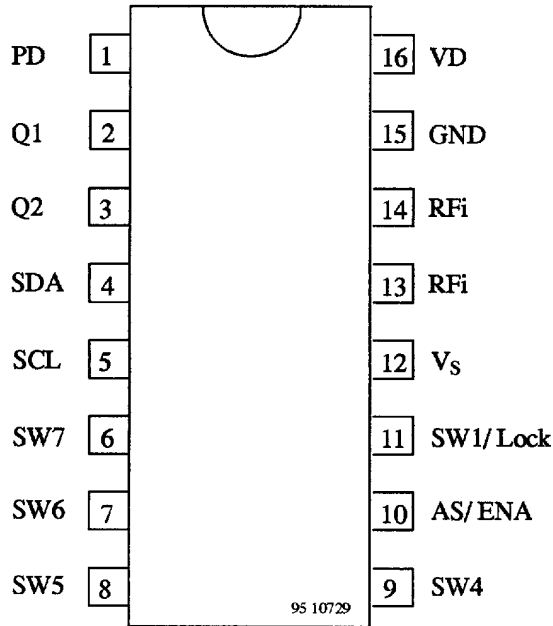 PD 1 16 VD
Q1 2 15 GND
Q2 3 14 RFi
SDA 4 13 RFi
SCL 5 12 VS
SW7 6 11 SW1/ Lock
SW6 7 10 AS/ ENA
SW5 8 9 SW4
95 10729